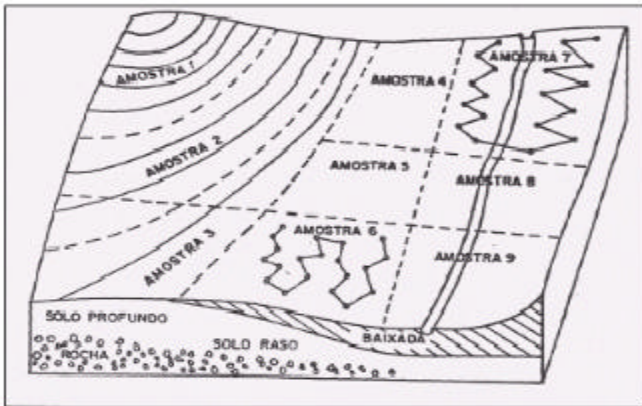 AMOSTRA 1
AMOSTRA 2
AMOSTRA 3
AMOSTRA 4
AMOSTRA 5
AMOSTRA 6
AMOSTRA 7
AMOSTRA 8
AMOSTRA 9
SOLO PROFUNDO
SOLO RASO
BAIXADA
ROCHA